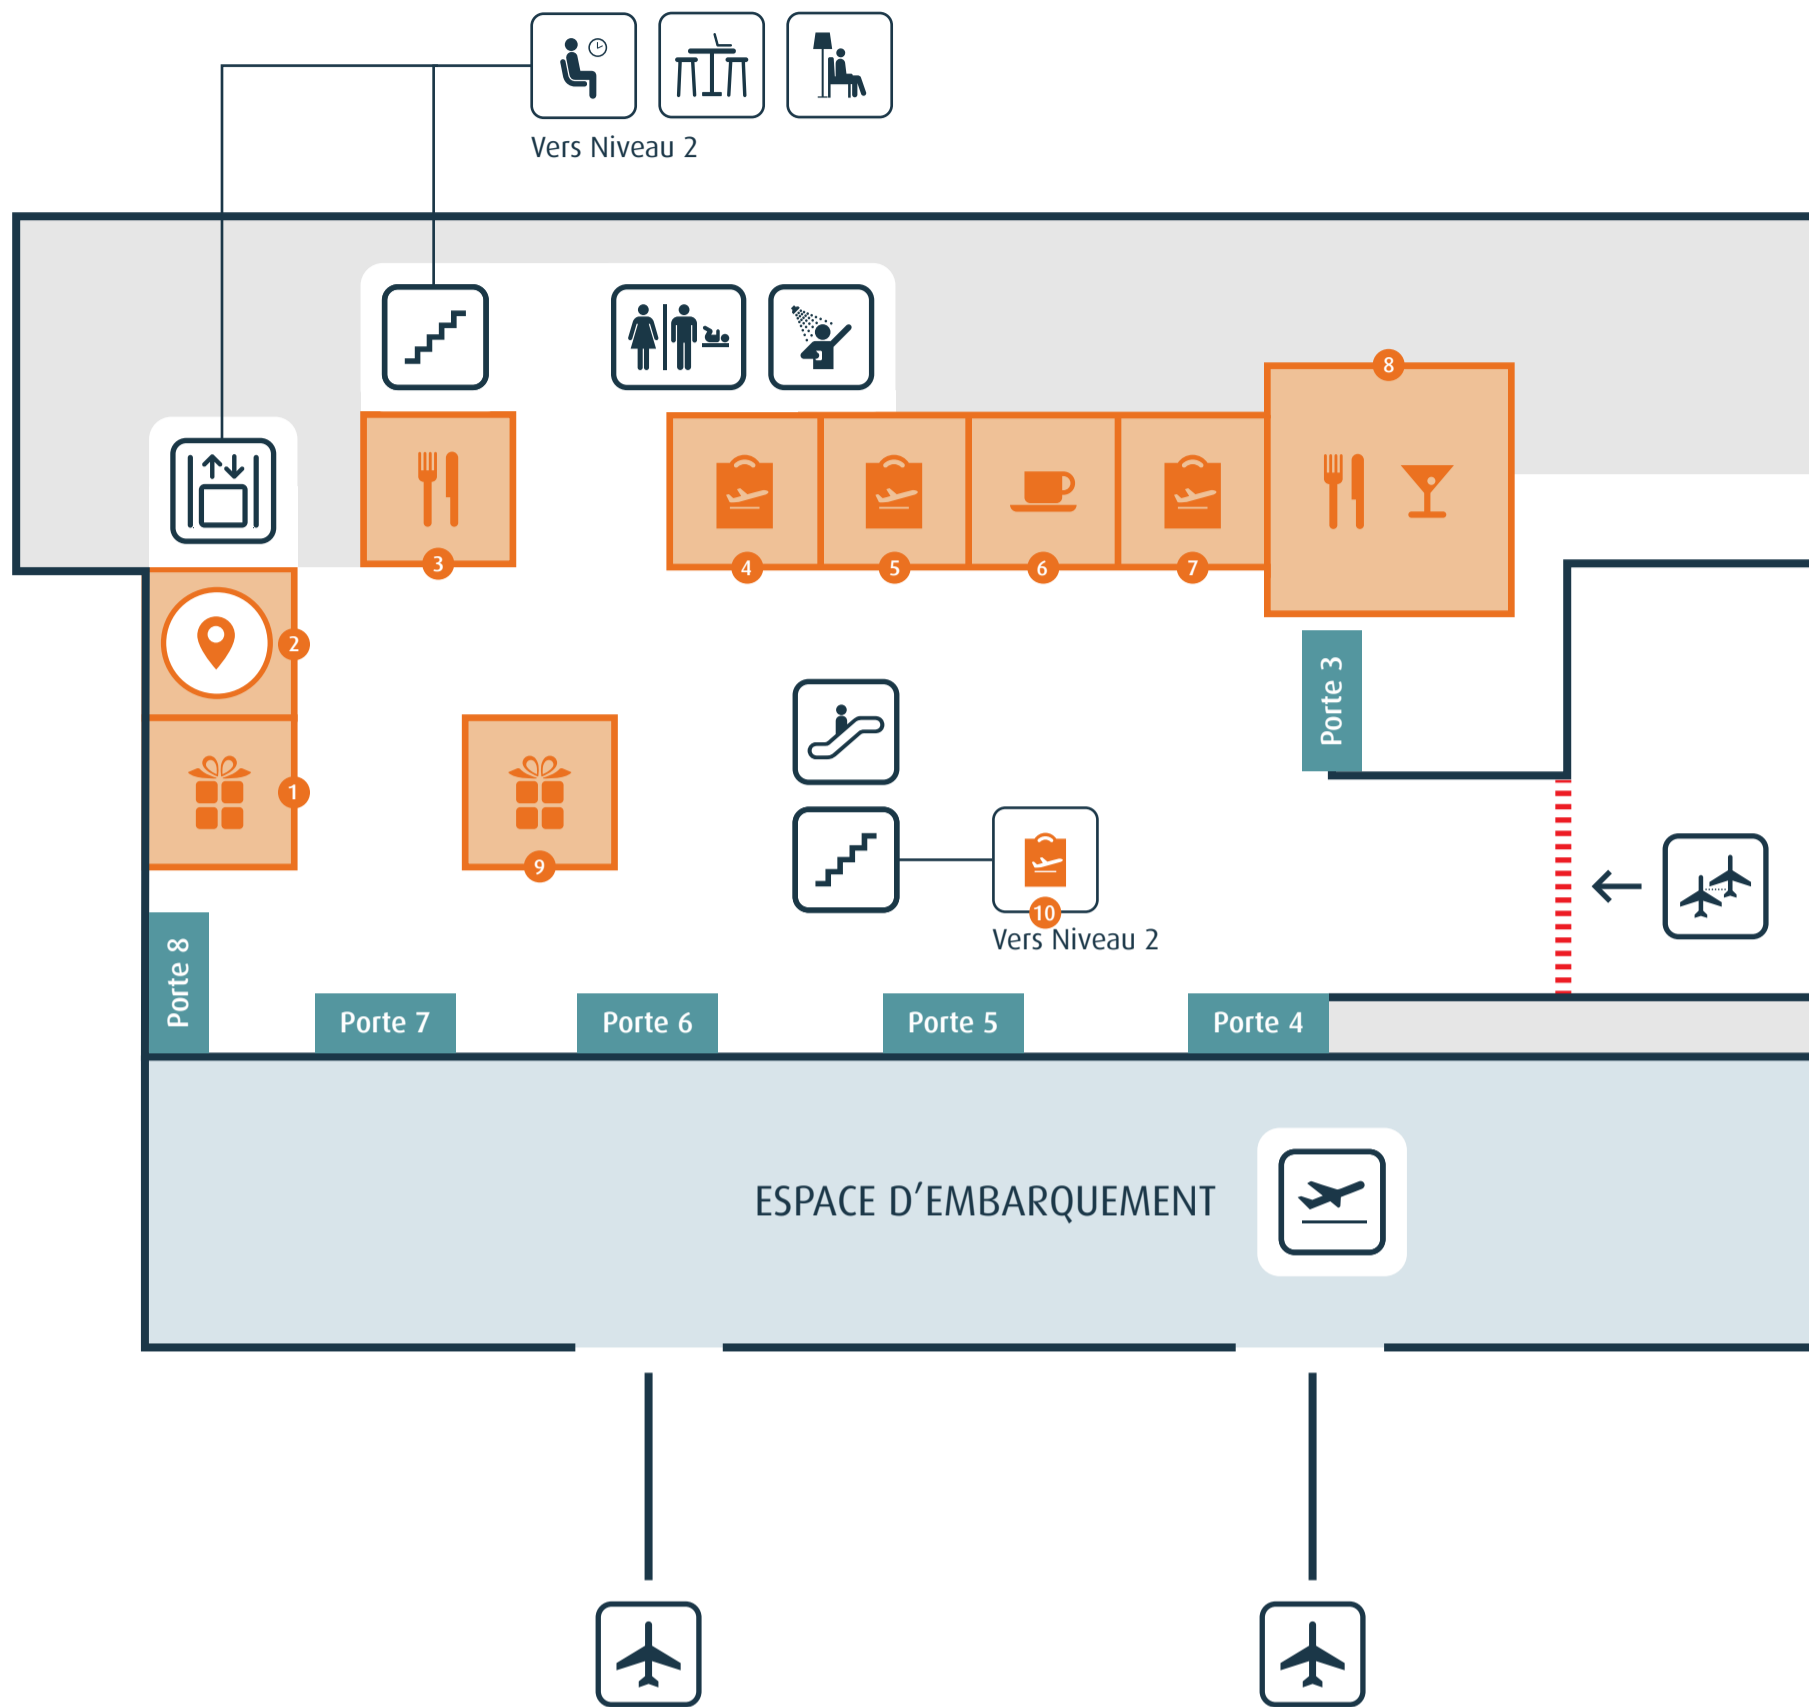 Vers Niveau 2
8
3
4
5
6
7
2
Porte 3
1
9
10
Vers Niveau 2
Porte 8
Porte 7
Porte 6
Porte 5
Porte 4
ESPACE D'EMBARQUEMENT